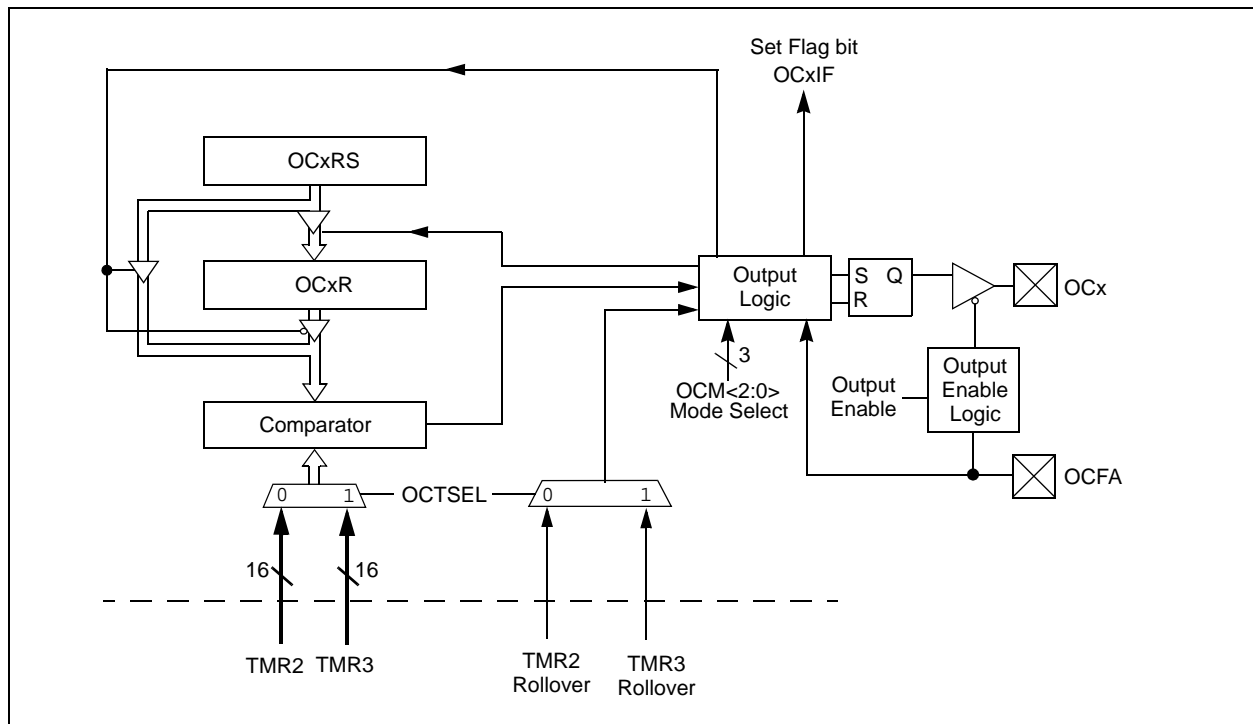 Set Flag bit
OCxIF
OCxRS
OCxR
Output
Logic
S Q
R
OCx
3
OCM<2:0>
Mode Select
Output
Enable
Output
Enable
Logic
Comparator
OCFA
0 1
OCTSEL
0 1
16
16
TMR2
TMR3
TMR2
Rollover
TMR3
Rollover